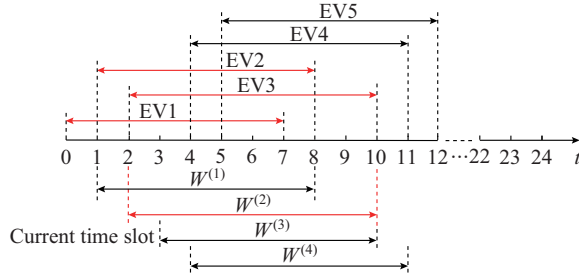 EV5
EV4
EV2
EV3
EV1
0 1 2 3 4 5 6 7 8 9 10 11 12 ··· 22 23 24 t
W(1)
W(2)
Current time slot
W(3)
W(4)